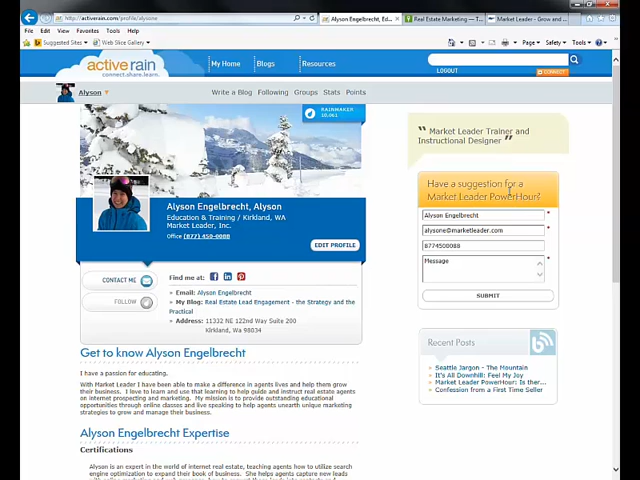 http://activerain.com/profile/alysone
Alyson Engelbrecht, Ed...
Real Estate Marketing — T...
Market Leader - Grow and ...
File Edit View Favorites Tools Help
Suggested Sites Web Slice Gallery
Page Safety Tools
activerain
connect.share.learn.
My Home Blogs Resources
LOGOUT
CONNECT
Alyson
Write a Blog Following Groups Stats Points
RAINMAKER
10,061
Alyson Engelbrecht, Alyson
Education & Training / Kirkland, WA
Market Leader, Inc.
Office (877) 450-0088
EDIT PROFILE
CONTACT ME
FOLLOW
Find me at:
Email: Alyson Engelbrecht
My Blog: Real Estate Lead Engagement - the Strategy and the
Practical
Address: 11332 NE 122nd Way Suite 200
Kirkland, Wa 98034
Get to know Alyson Engelbrecht
I have a passion for educating.
With Market Leader I have been able to make a difference in agents lives and help them grow
their business. I love to learn and use that learning to help guide and instruct real estate agents
on internet prospecting and marketing. My mission is to provide outstanding educational
opportunities through online classes and live speaking to help agents unearth unique marketing
strategies to grow and manage their business.
Alyson Engelbrecht Expertise
Certifications
Alyson is an expert in the world of internet real estate, teaching agents how to utilize search
engine optimization to expand their book of business. She helps agents capture new leads
“ Market Leader Trainer and
Instructional Designer ”
Have a suggestion for a
Market Leader PowerHour?
Alyson Engelbrecht *
alysone@marketleader.com *
8774500088 *
Message *
SUBMIT
Recent Posts
Seattle Jargon - The Mountain
It's All Downhill: Feel My Joy
Market Leader PowerHour: Is ther...
Confession from a First Time Seller